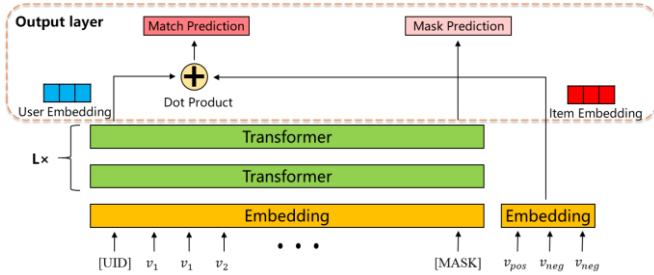 Output layer
Match Prediction
Mask Prediction
Dot Product
User Embedding
Item Embedding
Transformer
L×
Transformer
Embedding
Embedding
[UID] v1 v1 v2 • • • [MASK] vpos vneg vneg